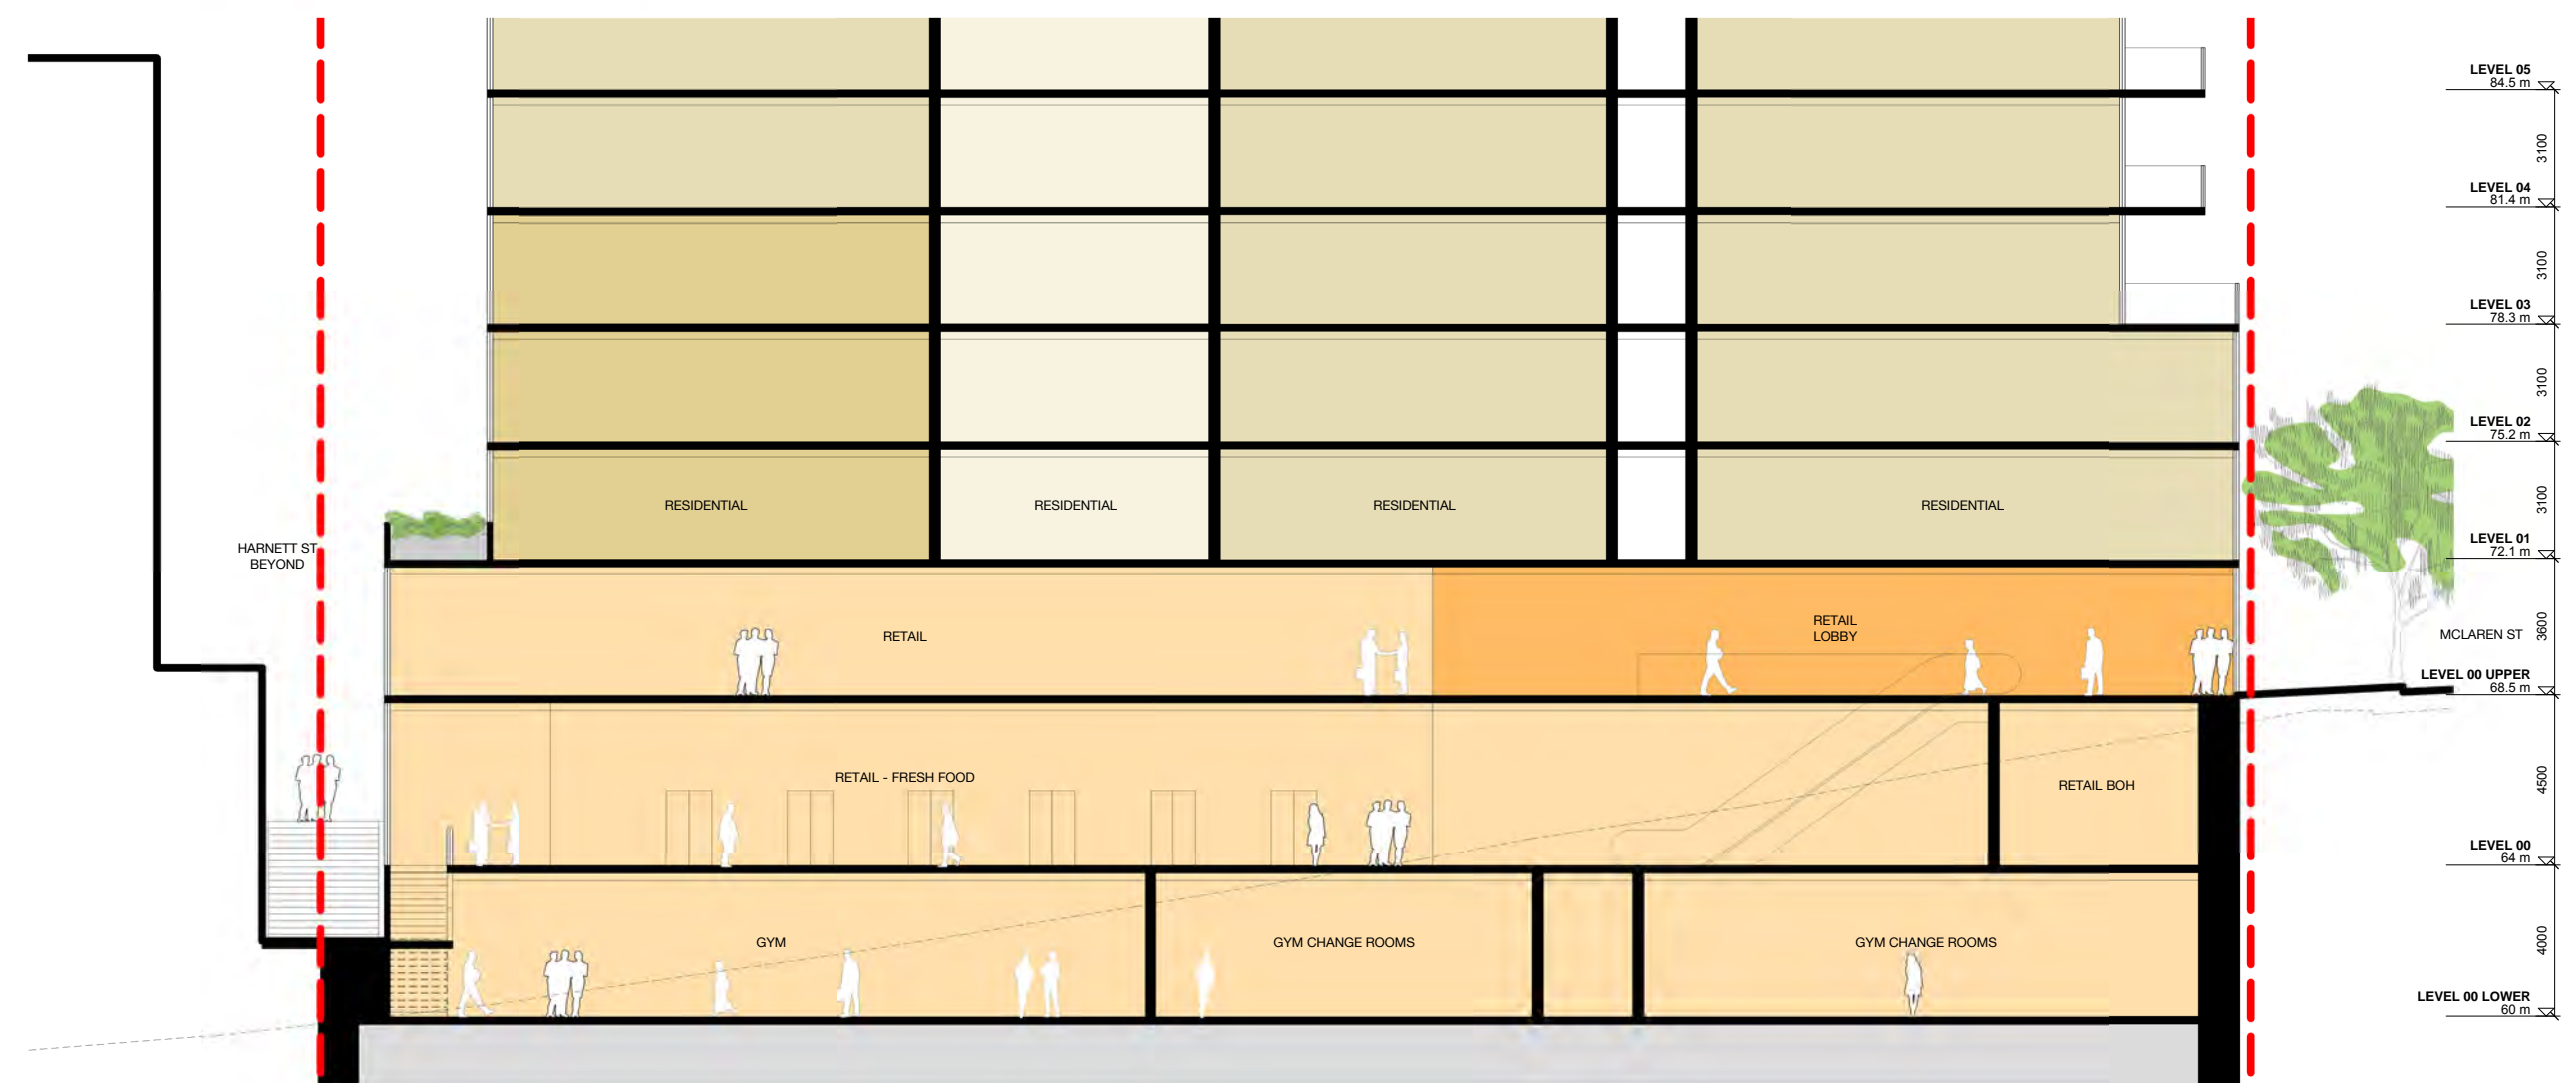 LEVEL 05
84.5 m
3100
LEVEL 04
81.4 m
3100
LEVEL 03
78.3 m
3100
LEVEL 02
75.2 m
3100
RESIDENTIAL
RESIDENTIAL
RESIDENTIAL
RESIDENTIAL
HARNETT ST
BEYOND
LEVEL 01
72.1 m
RETAIL
RETAIL
LOBBY
MCLAREN ST
3600
LEVEL 00 UPPER
68.5 m
RETAIL - FRESH FOOD
RETAIL BOH
4500
LEVEL 00
64 m
GYM
GYM CHANGE ROOMS
GYM CHANGE ROOMS
4000
LEVEL 00 LOWER
60 m